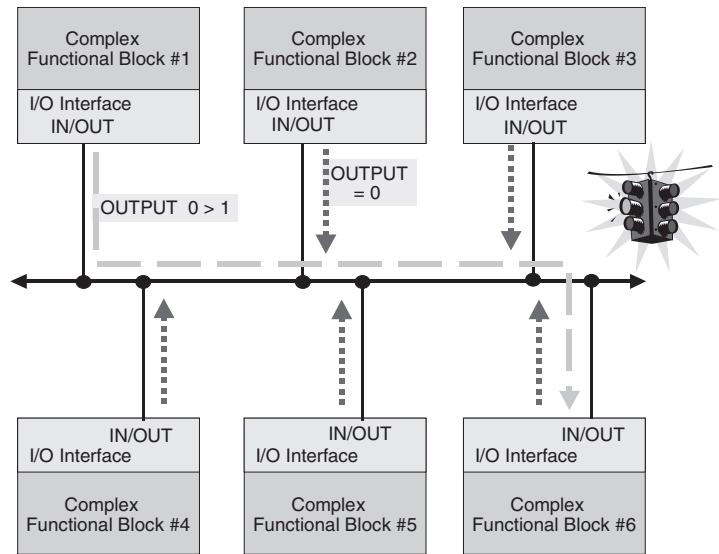 Complex
Functional Block #1
I/O Interface
IN/OUT
Complex
Functional Block #2
I/O Interface
IN/OUT
Complex
Functional Block #3
I/O Interface
IN/OUT
OUTPUT 0 > 1
OUTPUT
= 0
IN/OUT
I/O Interface
Complex
Functional Block #4
IN/OUT
I/O Interface
Complex
Functional Block #5
IN/OUT
I/O Interface
Complex
Functional Block #6